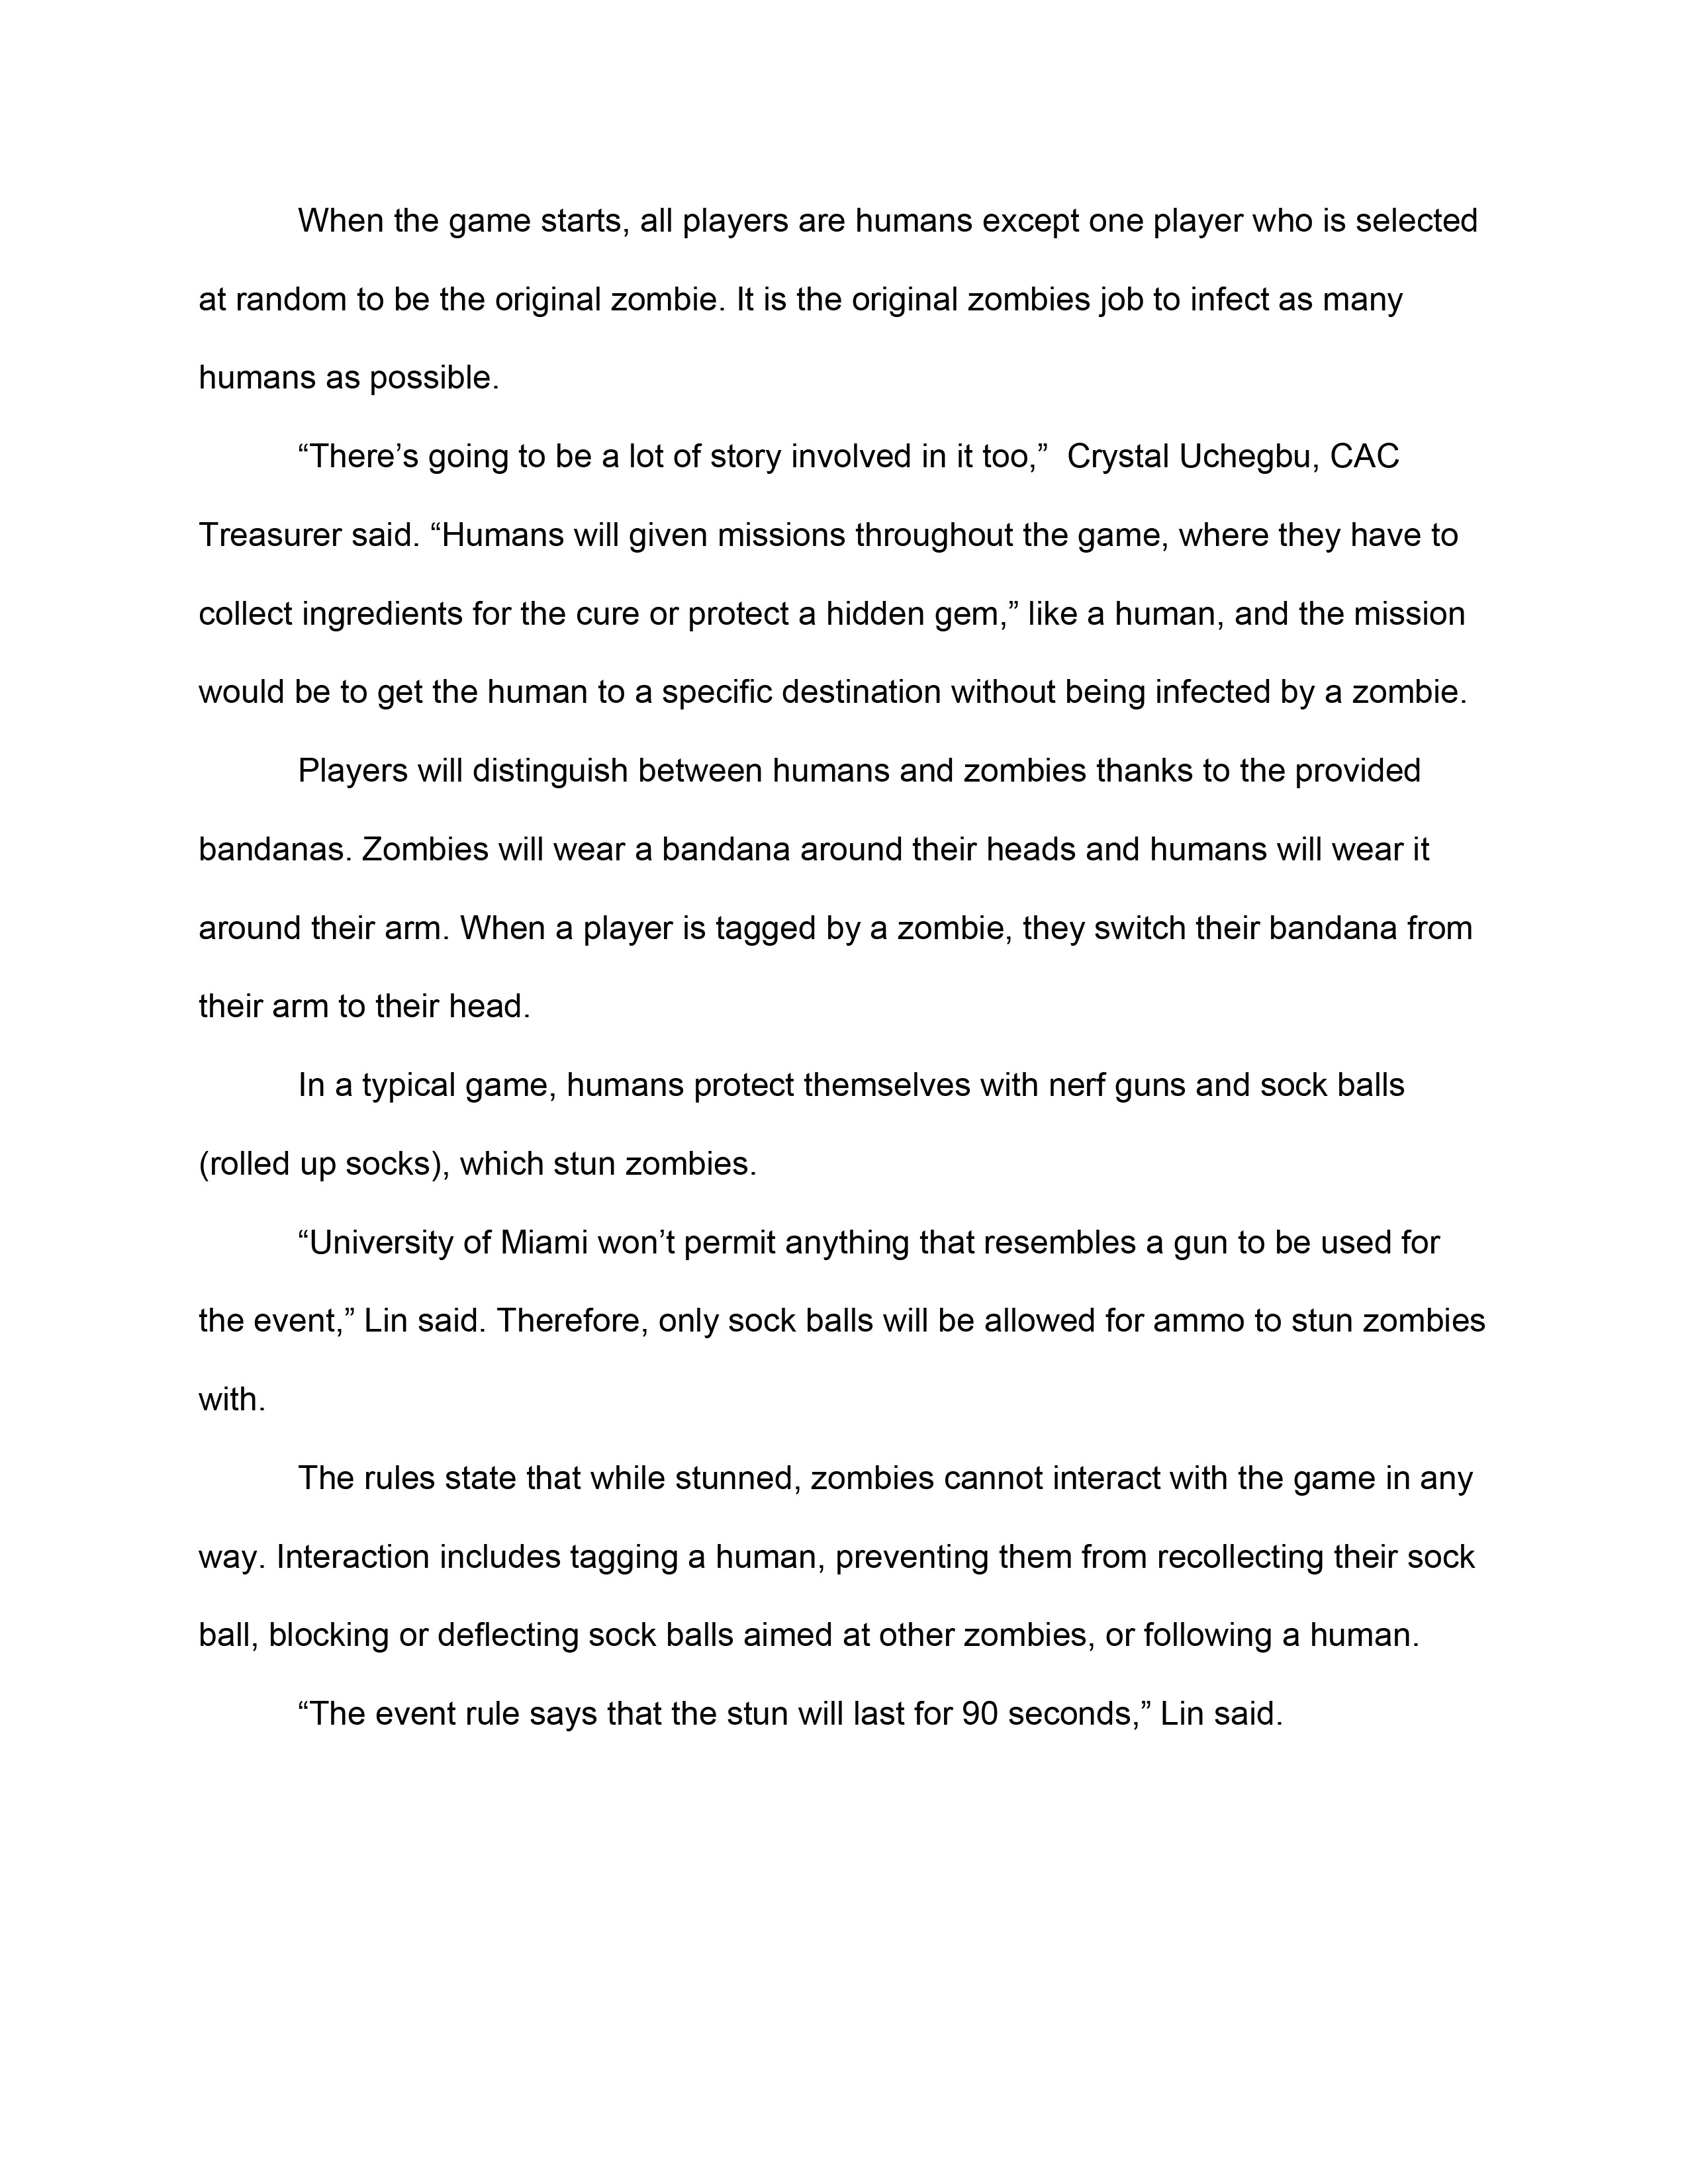 When the game starts, all players are humans except one player who is selected
at random to be the original zombie. It is the original zombies job to infect as many
humans as possible.
“There’s going to be a lot of story involved in it too,”  Crystal Uchegbu, CAC
Treasurer said. “Humans will given missions throughout the game, where they have to
collect ingredients for the cure or protect a hidden gem,” like a human, and the mission
would be to get the human to a specific destination without being infected by a zombie.
Players will distinguish between humans and zombies thanks to the provided
bandanas. Zombies will wear a bandana around their heads and humans will wear it
around their arm. When a player is tagged by a zombie, they switch their bandana from
their arm to their head.
In a typical game, humans protect themselves with nerf guns and sock balls
(rolled up socks), which stun zombies.
“University of Miami won’t permit anything that resembles a gun to be used for
the event,” Lin said. Therefore, only sock balls will be allowed for ammo to stun zombies
with.
The rules state that while stunned, zombies cannot interact with the game in any
way. Interaction includes tagging a human, preventing them from recollecting their sock
ball, blocking or deflecting sock balls aimed at other zombies, or following a human.
“The event rule says that the stun will last for 90 seconds,” Lin said.